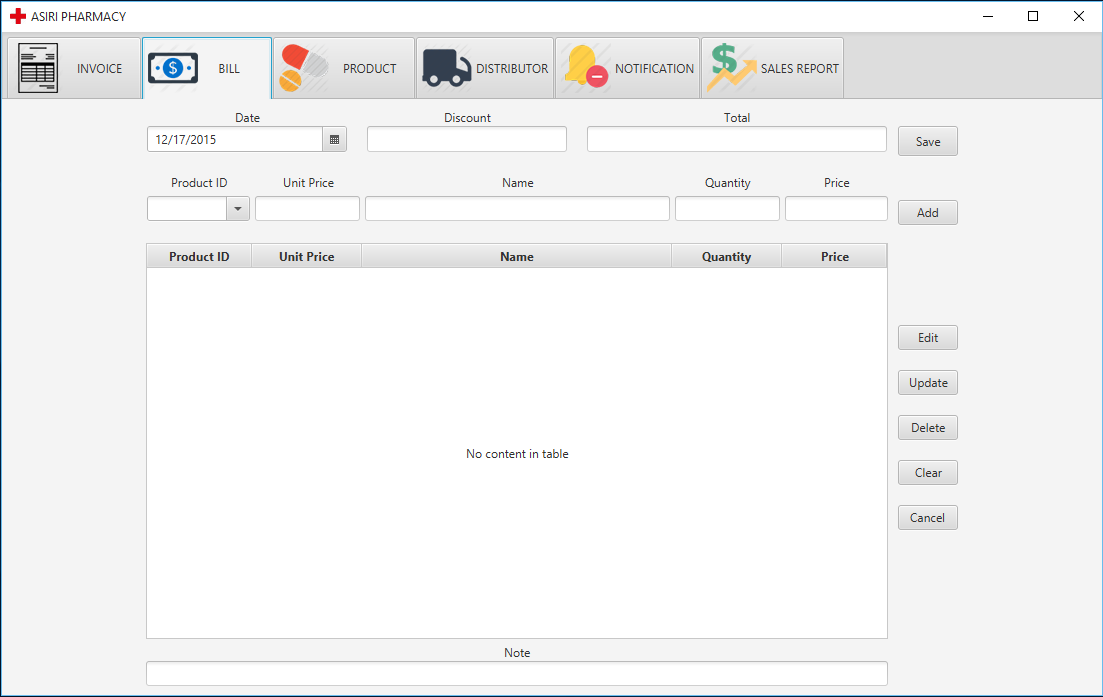 ASIRI PHARMACY
INVOICE BILL PRODUCT DISTRIBUTOR NOTIFICATION SALES REPORT
Date Discount Total
12/17/2015 Save
Product ID Unit Price Name Quantity Price
Add
Product ID Unit Price Name Quantity Price
Edit
Update
Delete
No content in table
Clear
Cancel
Note